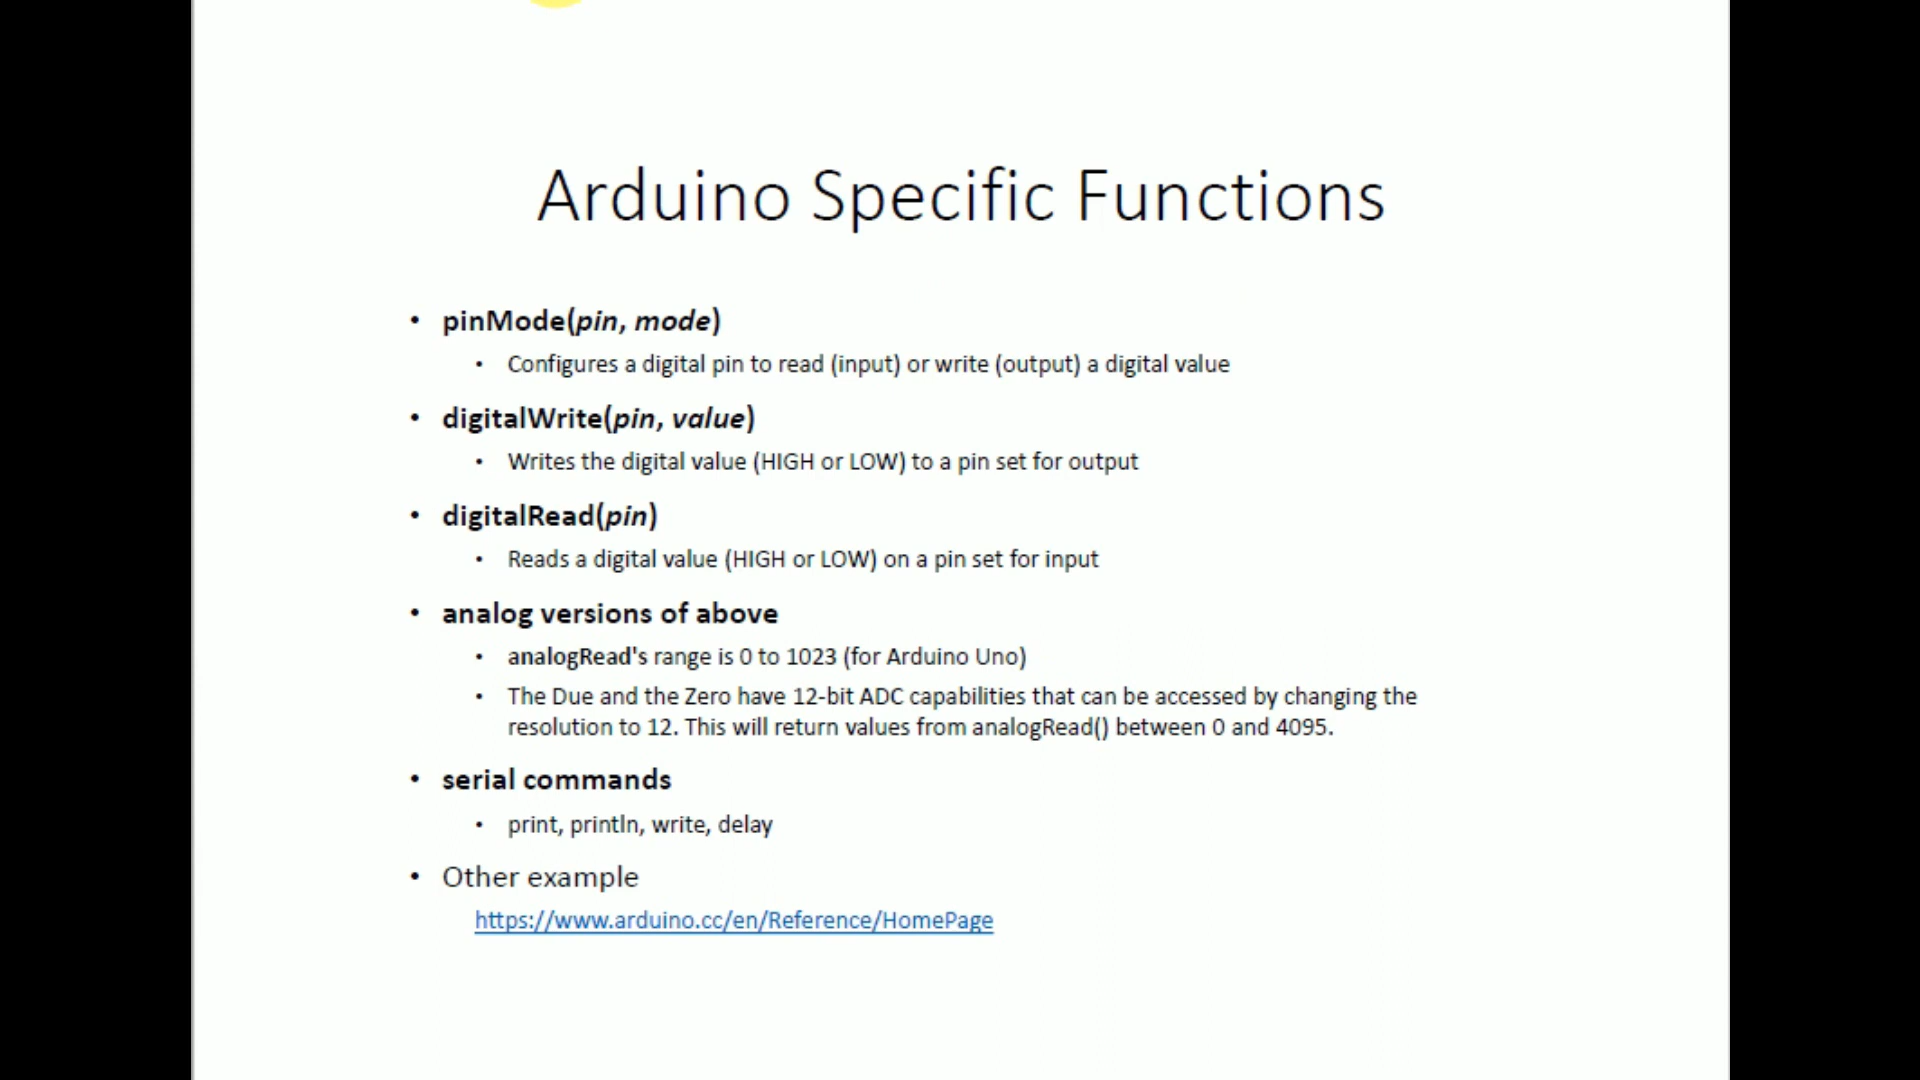 Arduino Specific Functions
• pinMode(pin, mode)
• Configures a digital pin to read (input) or write (output) a digital value
• digitalWrite(pin, value)
• Writes the digital value (HIGH or LOW) to a pin set for output
• digitalRead(pin)
• Reads a digital value (HIGH or LOW) on a pin set for input
• analog versions of above
• analogRead's range is 0 to 1023 (for Arduino Uno)
• The Due and the Zero have 12-bit ADC capabilities that can be accessed by changing the
resolution to 12. This will return values from analogRead() between 0 and 4095.
• serial commands
• print, println, write, delay
• Other example
https://www.arduino.cc/en/Reference/HomePage